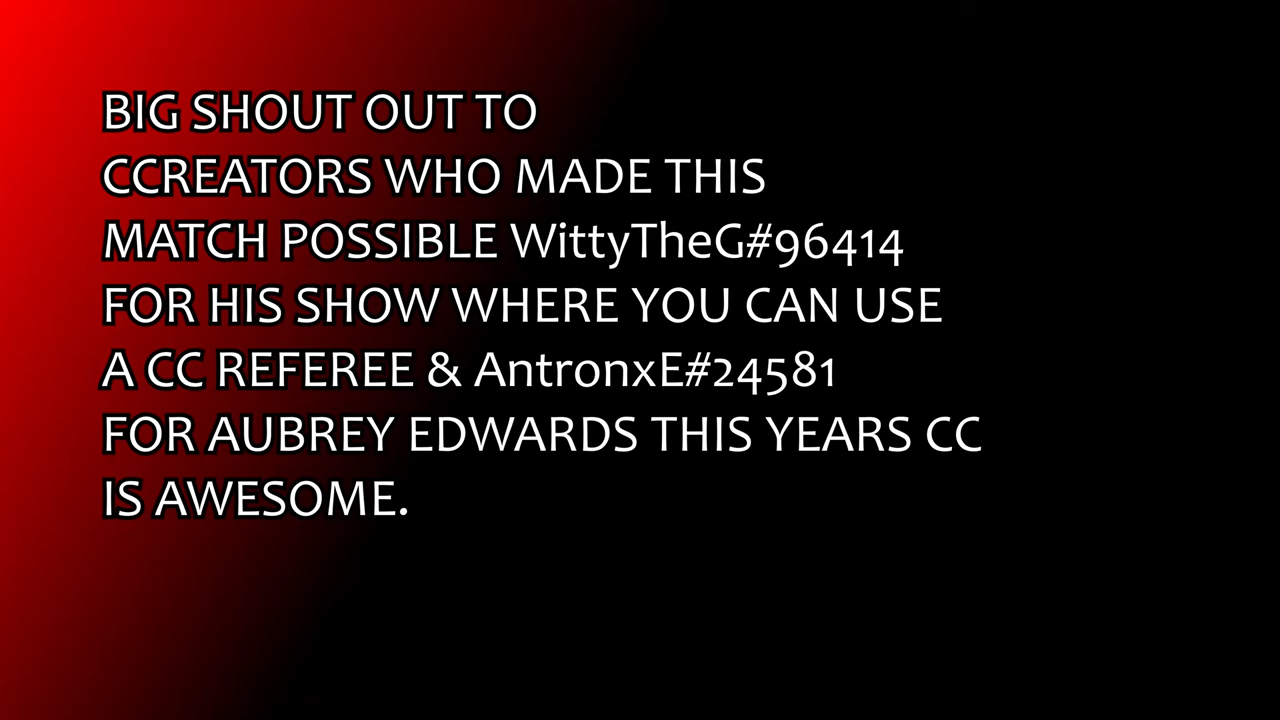 BIG SHOUT OUT TO
CCREATORS WHO MADE THIS
MATCH POSSIBLE WittyTheG#96414
FOR HIS SHOW WHERE YOU CAN USE
A CC REFEREE & AntronxE#24581
FOR AUBREY EDWARDS THIS YEARS CC
IS AWESOME.